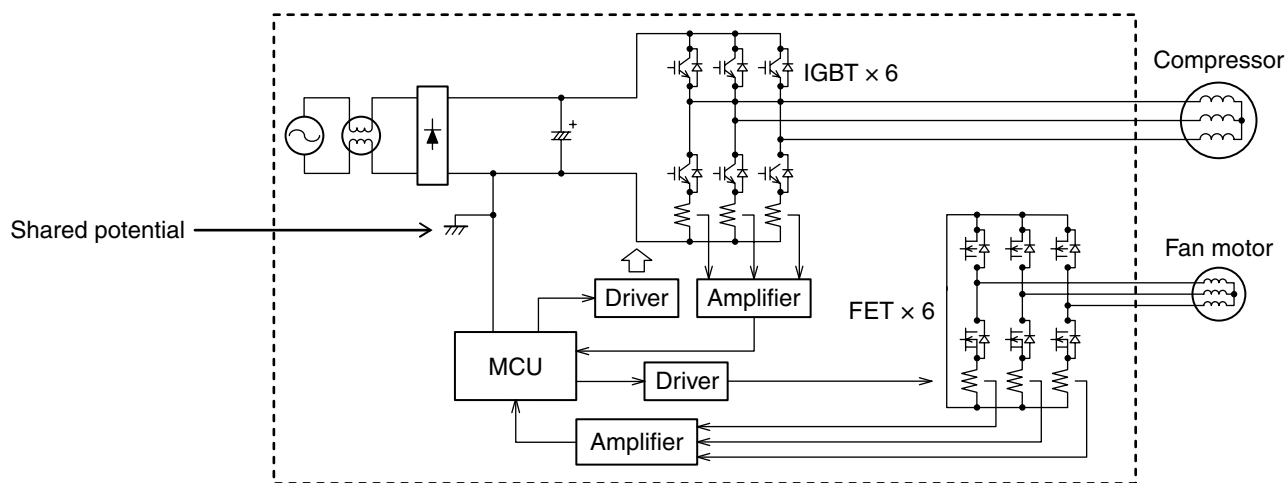 Compressor
IGBT × 6
+
Shared potential
Fan motor
Driver
Amplifier
FET × 6
MCU
Driver
Amplifier